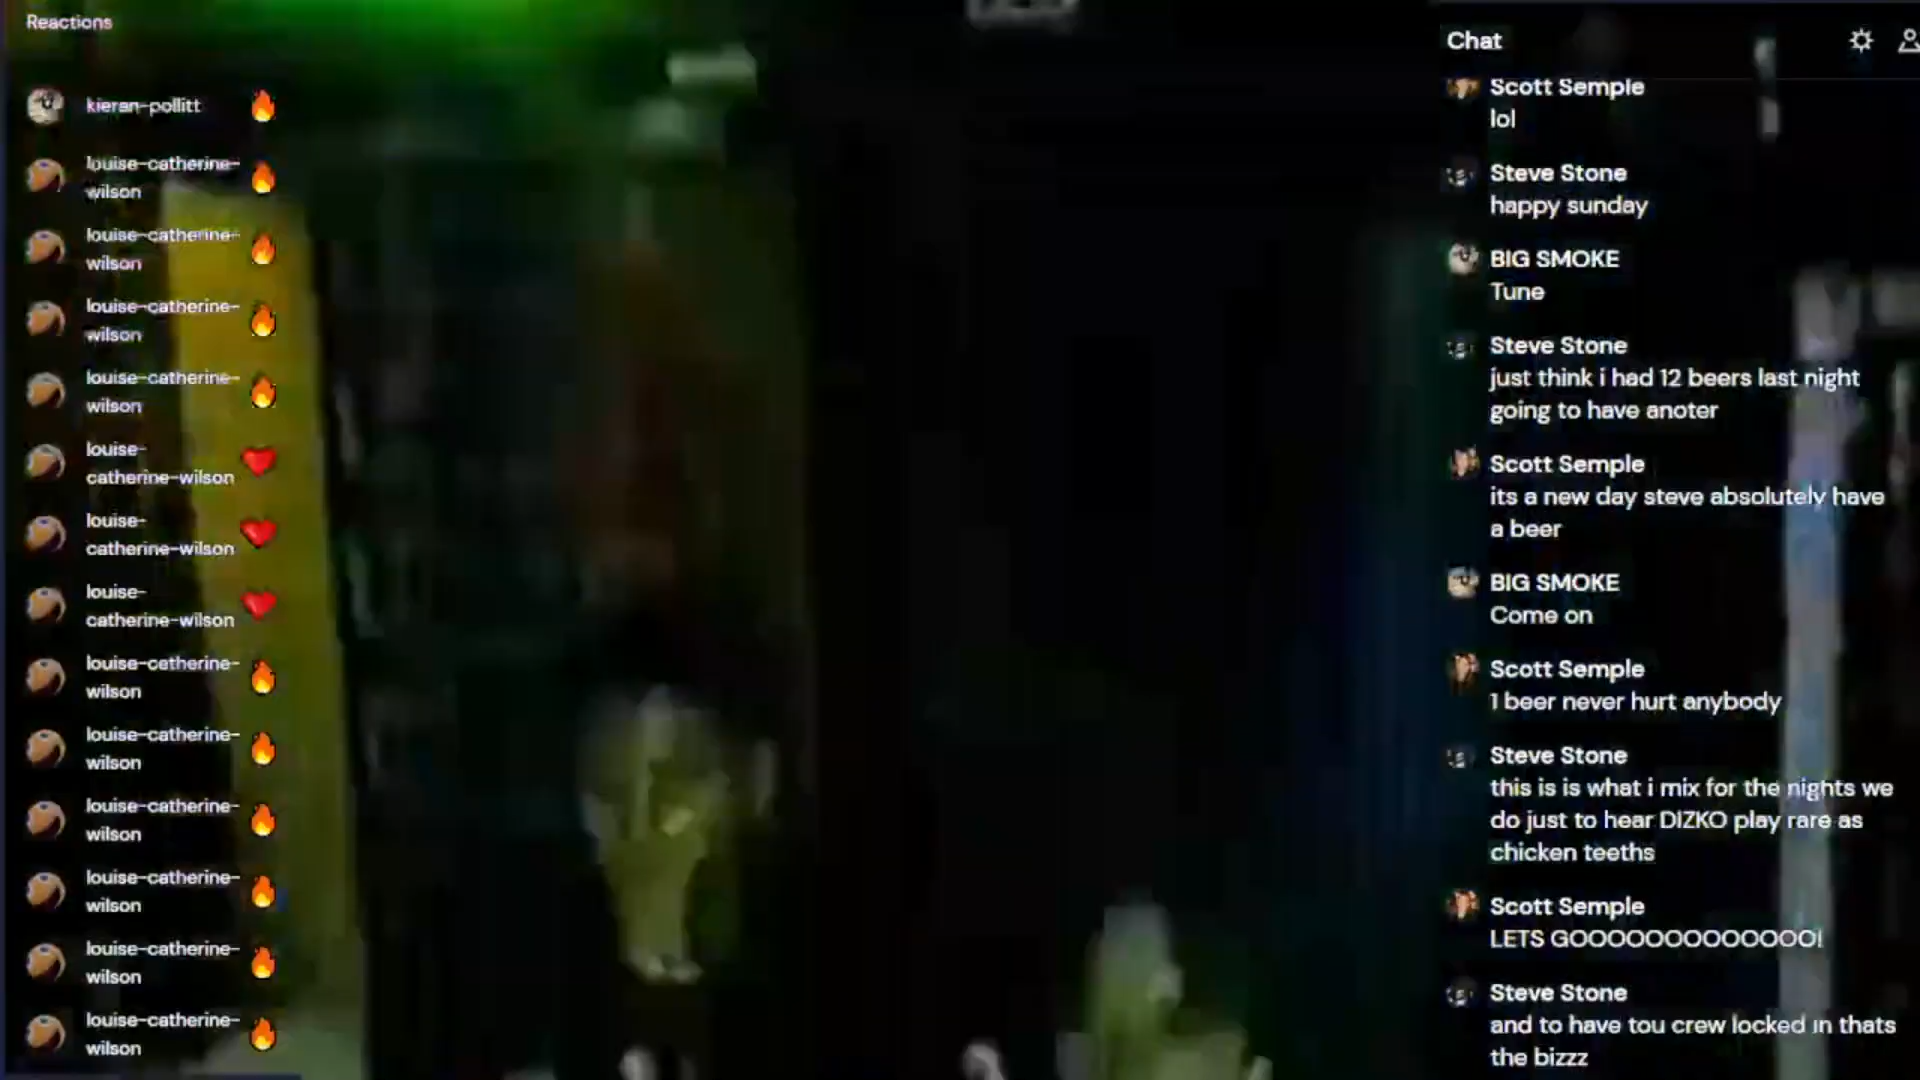 Reactions
kieran-pollitt
louise-catherine-
wilson
louise-catherine-
wilson
louise-catherine-
wilson
louise-catherine-
wilson
louise-
catherine-wilson
louise-
catherine-wilson
louise-
catherine-wilson
louise-catherine-
wilson
louise-catherine-
wilson
louise-catherine-
wilson
louise-catherine-
wilson
louise-catherine-
wilson
louise-catherine-
wilson
Chat
Scott Semple
lol
Steve Stone
happy sunday
BIG SMOKE
Tune
Steve Stone
just think i had 12 beers last night
going to have anoter
Scott Semple
its a new day steve absolutely have
a beer
BIG SMOKE
Come on
Scott Semple
1 beer never hurt anybody
Steve Stone
this is is what i mix for the nights we
do just to hear DIZKO play rare as
chicken teeths
Scott Semple
LETS GOOOOOOOOOOOOOO!
Steve Stone
and to have tou crew locked in thats
the bizzz